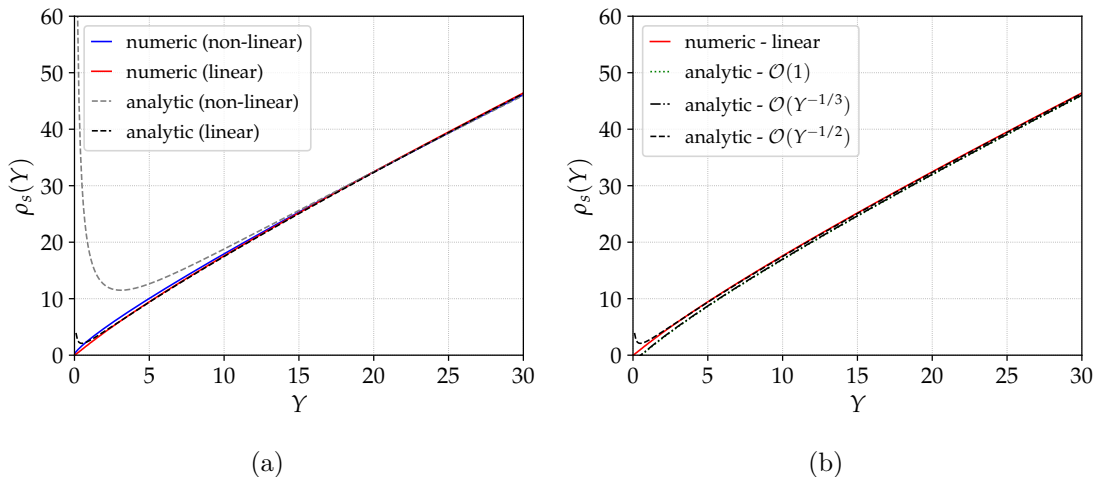 60
50
40
30
20
10
0
ρₛ(Y)
numeric (non-linear)
numeric (linear)
analytic (non-linear)
analytic (linear)
0 5 10 15 20 25 30
Y
(a)
60
50
40
30
20
10
0
ρₛ(Y)
numeric - linear
analytic - 𝒪(1)
analytic - 𝒪(Y⁻¹/³)
analytic - 𝒪(Y⁻¹/²)
0 5 10 15 20 25 30
Y
(b)